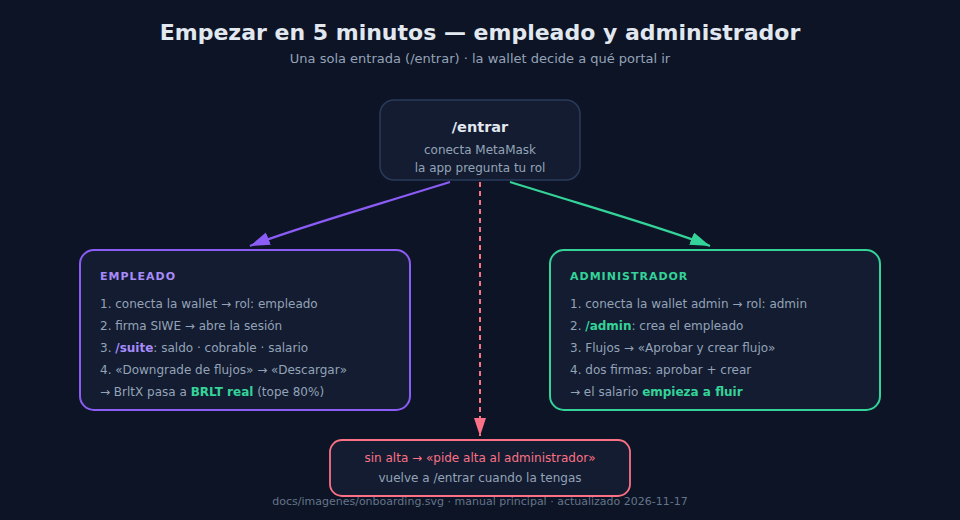 Empezar en 5 minutos — empleado y administrador
Una sola entrada (/entrar) · la wallet decide a qué portal ir
/entrar
conecta MetaMask
la app pregunta tu rol
EMPLEADO
1. conecta la wallet → rol: empleado
2. firma SIWE → abre la sesión
3. /suite: saldo · cobrable · salario
4. «Downgrade de flujos» → «Descargar»
→ BrltX pasa a BRLT real (tope 80%)
ADMINISTRADOR
1. conecta la wallet admin → rol: admin
2. /admin: crea el empleado
3. Flujos → «Aprobar y crear flujo»
4. dos firmas: aprobar + crear
→ el salario empieza a fluir
sin alta → «pide alta al administrador»
vuelve a /entrar cuando la tengas
docs/imagenes/onboarding.svg · manual principal · actualizado 2026-11-17